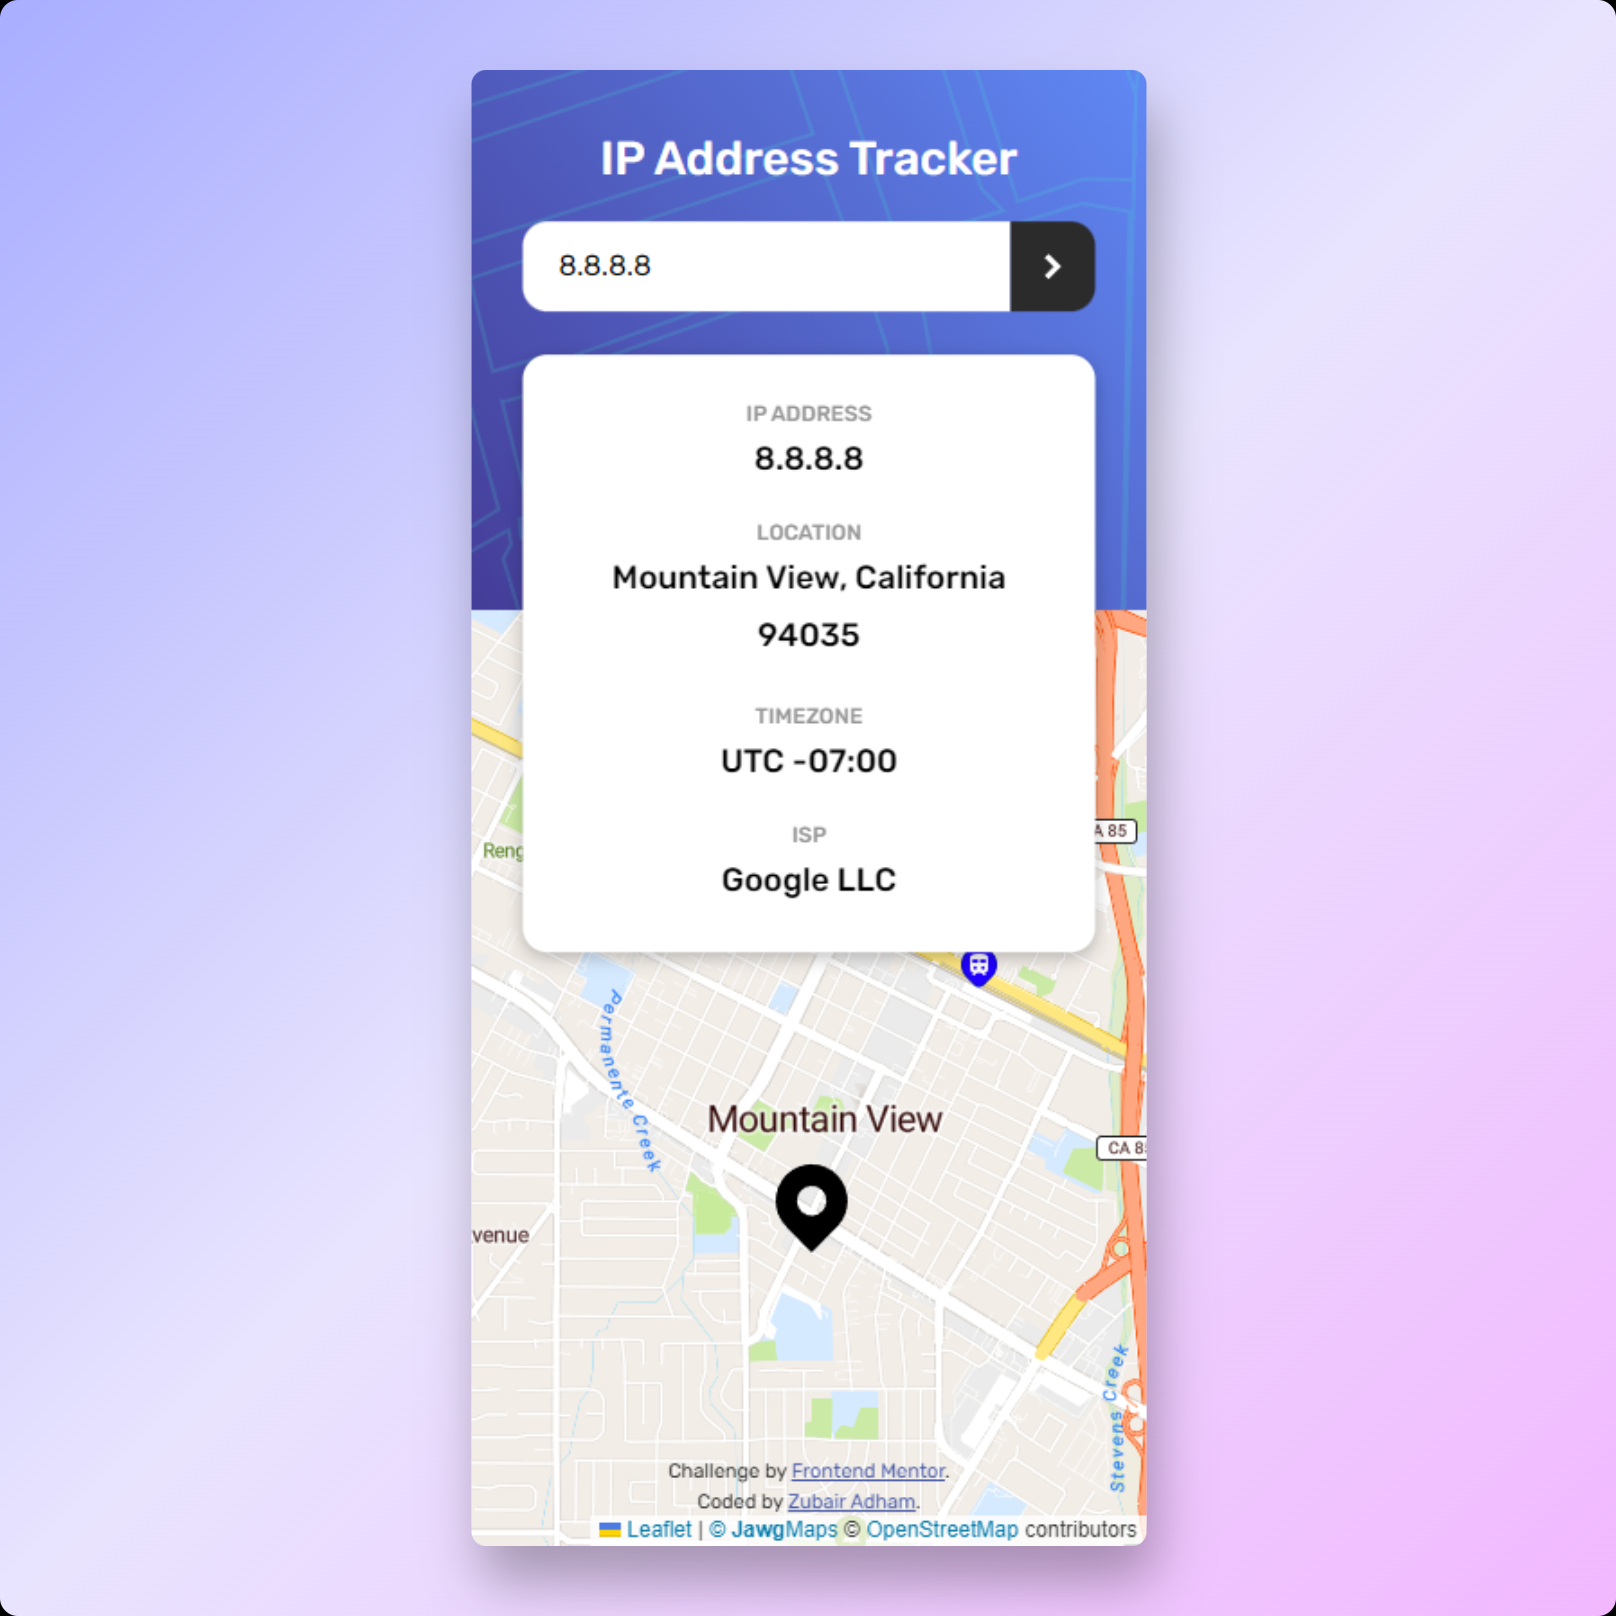 IP Address Tracker
8.8.8.8
IP ADDRESS
8.8.8.8
LOCATION
Mountain View, California
94035
TIMEZONE
UTC -07:00
A 85
Reng
ISP
Google LLC
Permanente Creek
Mountain View
CA 8
venue
Stevens Creek
Challenge by Frontend Mentor.
Coded by Zubair Adham.
Leaflet | © JawgMaps © OpenStreetMap contributors